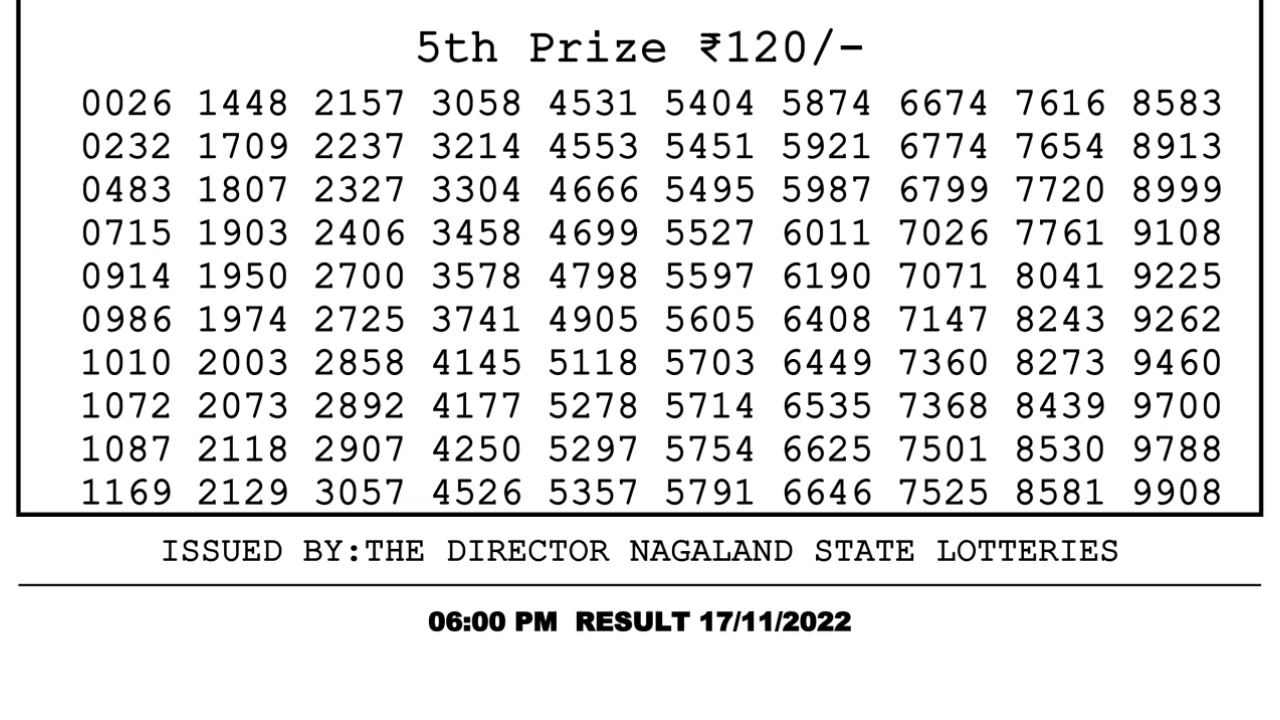 5th Prize ₹120/-
0026 1448 2157 3058 4531 5404 5874 6674 7616 8583
0232 1709 2237 3214 4553 5451 5921 6774 7654 8913
0483 1807 2327 3304 4666 5495 5987 6799 7720 8999
0715 1903 2406 3458 4699 5527 6011 7026 7761 9108
0914 1950 2700 3578 4798 5597 6190 7071 8041 9225
0986 1974 2725 3741 4905 5605 6408 7147 8243 9262
1010 2003 2858 4145 5118 5703 6449 7360 8273 9460
1072 2073 2892 4177 5278 5714 6535 7368 8439 9700
1087 2118 2907 4250 5297 5754 6625 7501 8530 9788
1169 2129 3057 4526 5357 5791 6646 7525 8581 9908
ISSUED BY:THE DIRECTOR NAGALAND STATE LOTTERIES
06:00 PM RESULT 17/11/2022